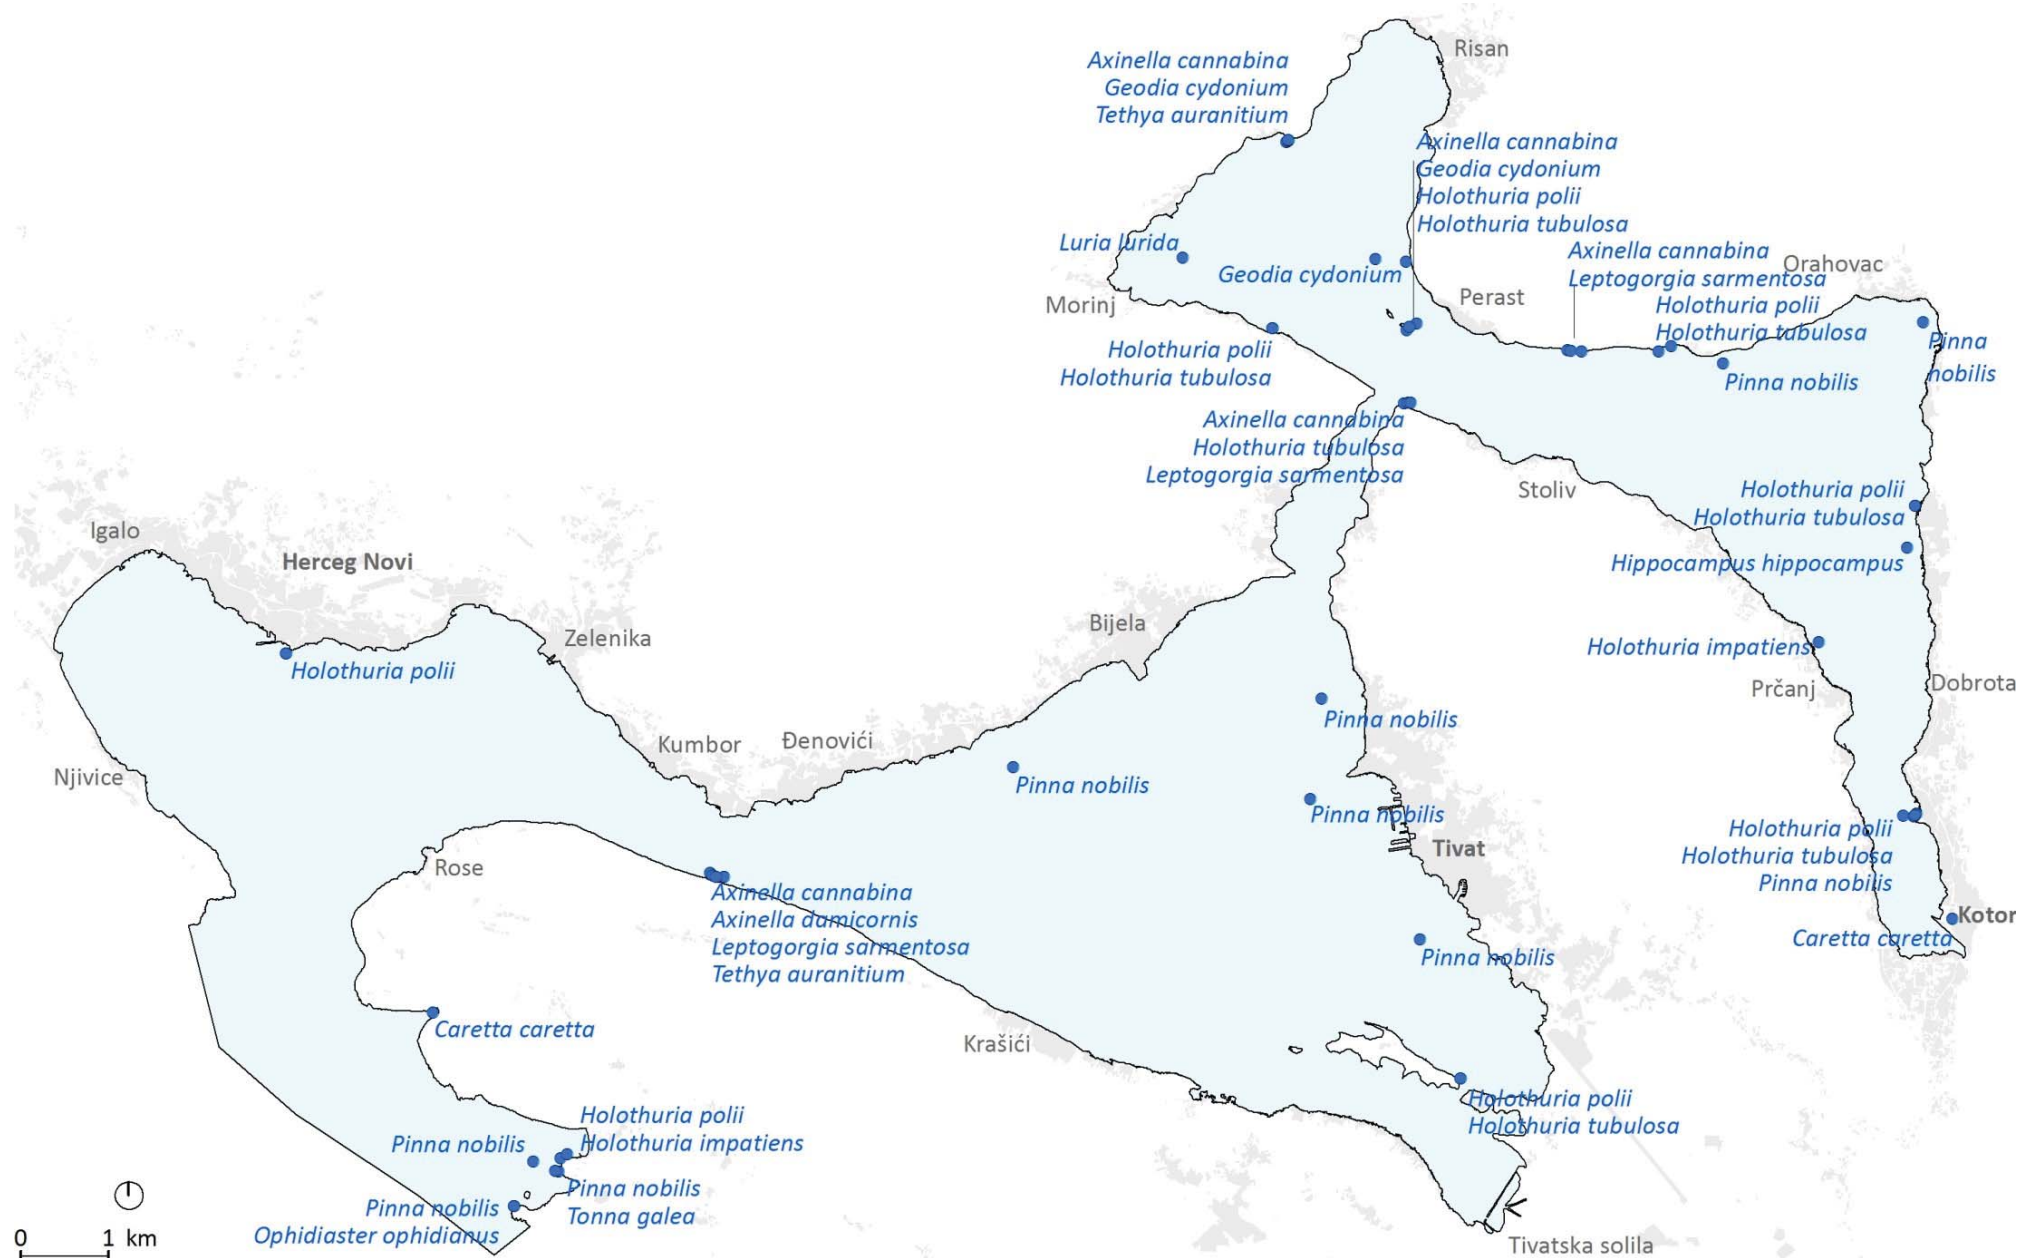 Risan
Axinella cannabina
Geodia cydonium
Tethya auranitium
Axinella cannabina
Geodia cydonium
Holothuria polii
Holothuria tubulosa
Luria lurida
Geodia cydonium
Axinella cannabina
Leptogorgia sarmentosa
Orahovac
Morinj
Perast
Holothuria polii
Holothuria tubulosa
Pinna
nobilis
Holothuria polii
Holothuria tubulosa
Pinna nobilis
Axinella cannabina
Holothuria tubulosa
Leptogorgia sarmentosa
Stoliv
Holothuria polii
Holothuria tubulosa
Igalo
Herceg Novi
Hippocampus hippocampus
Bijela
Zelenika
Holothuria impatiens
Holothuria polii
Prčanj
Dobrota
Pinna nobilis
Kumbor
Đenovići
Njivice
Pinna nobilis
Pinna nobilis
Tivat
Rose
Holothuria polii
Holothuria tubulosa
Pinna nobilis
Axinella cannabina
Axinella damicornis
Leptogorgia sarmentosa
Tethya auranitium
Kotor
Caretta caretta
Pinna nobilis
Caretta caretta
Krašići
Holothuria polii
Holothuria tubulosa
Holothuria polii
Holothuria impatiens
Pinna nobilis
Pinna nobilis
Tonna galea
Pinna nobilis
Ophidiaster ophidianus
0 1 km
Tivatska solila